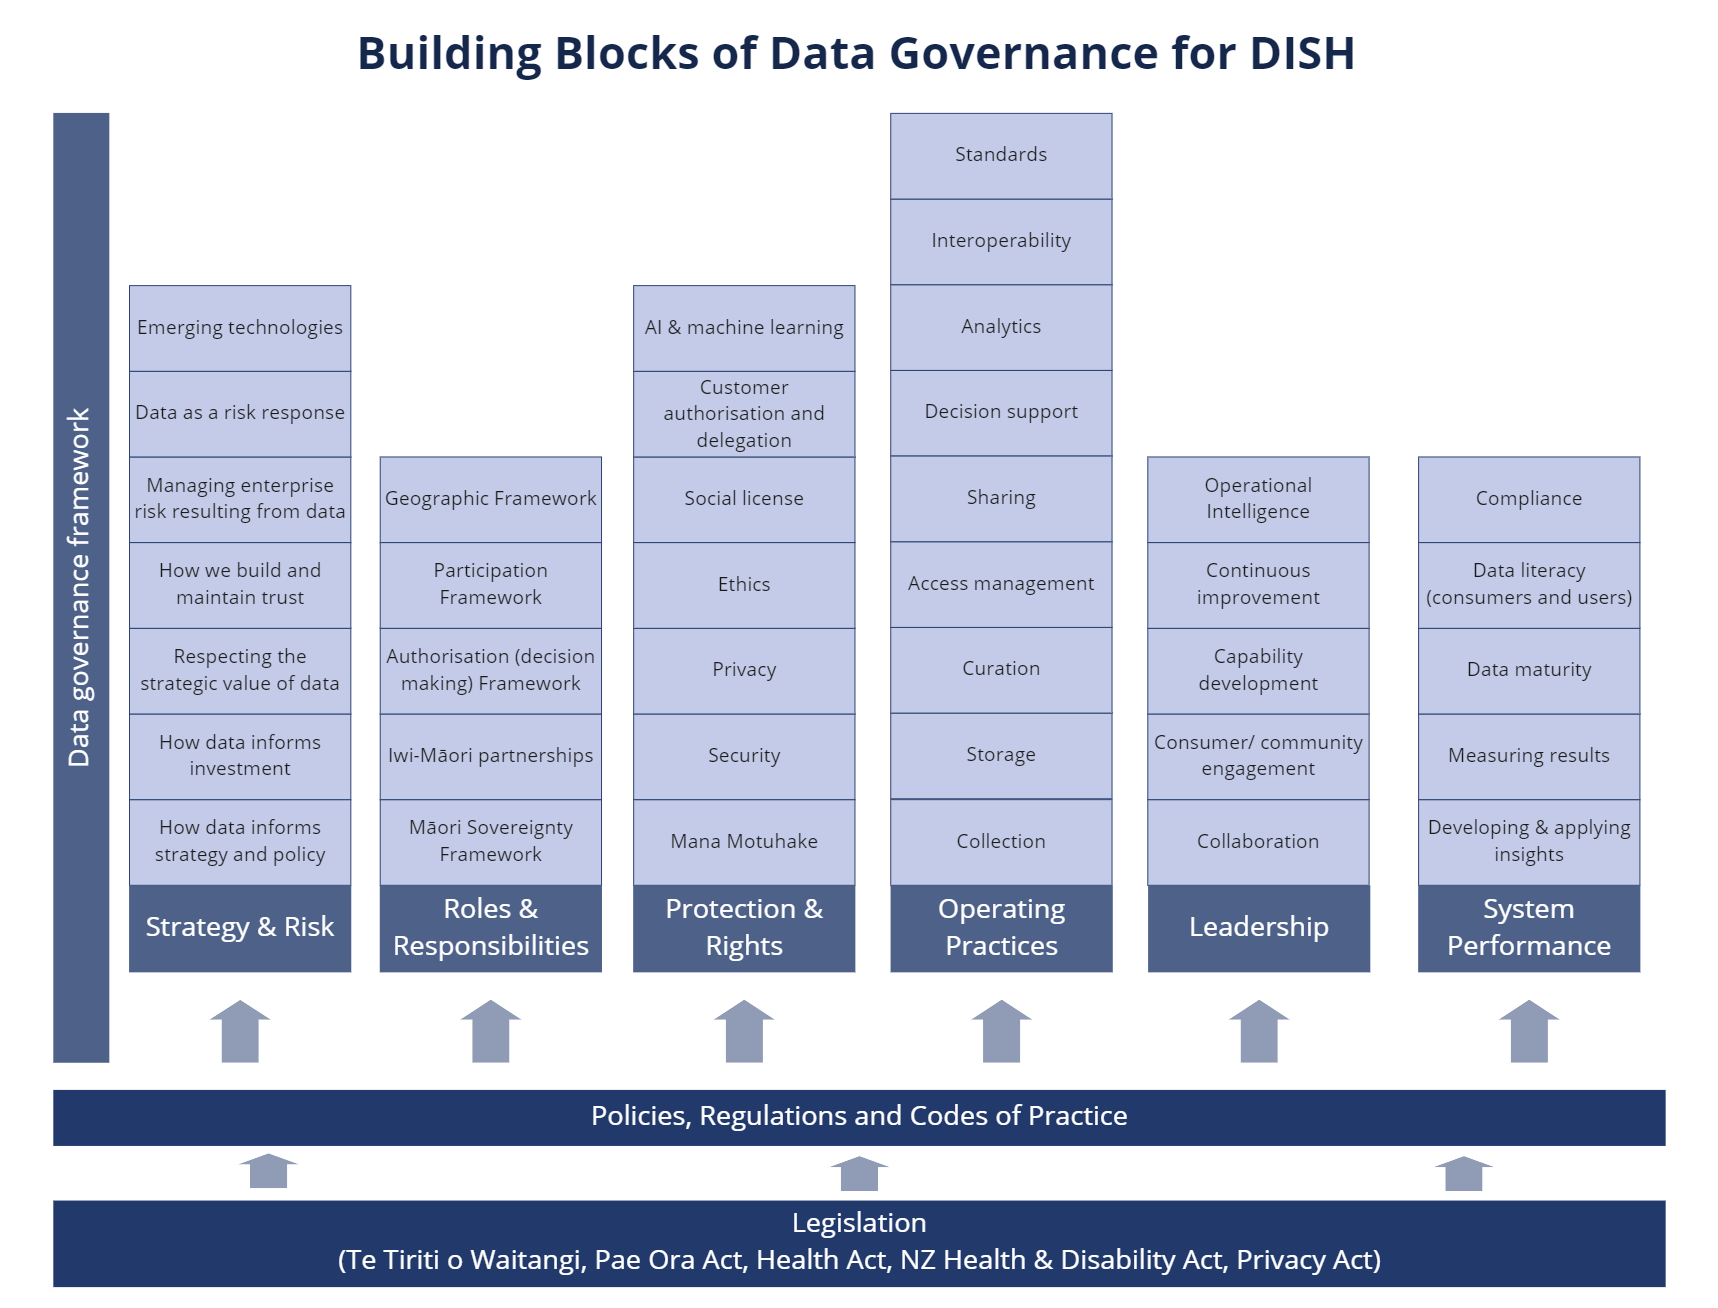 Building Blocks of Data Governance for DISH
Data governance framework
Emerging technologies
Data as a risk response
Managing enterprise
risk resulting from data
How we build and
maintain trust
Respecting the
strategic value of data
How data informs
investment
How data informs
strategy and policy
Strategy & Risk
Geographic Framework
Participation
Framework
Authorisation (decision
making) Framework
Iwi-Māori partnerships
Māori Sovereignty
Framework
Roles &
Responsibilities
AI & machine learning
Customer
authorisation and
delegation
Social license
Ethics
Privacy
Security
Mana Motuhake
Protection &
Rights
Standards
Interoperability
Analytics
Decision support
Sharing
Access management
Curation
Storage
Collection
Operating
Practices
Operational
Intelligence
Continuous
improvement
Capability
development
Consumer/ community
engagement
Collaboration
Leadership
Compliance
Data literacy
(consumers and users)
Data maturity
Measuring results
Developing & applying
insights
System
Performance
Policies, Regulations and Codes of Practice
Legislation
(Te Tiriti o Waitangi, Pae Ora Act, Health Act, NZ Health & Disability Act, Privacy Act)